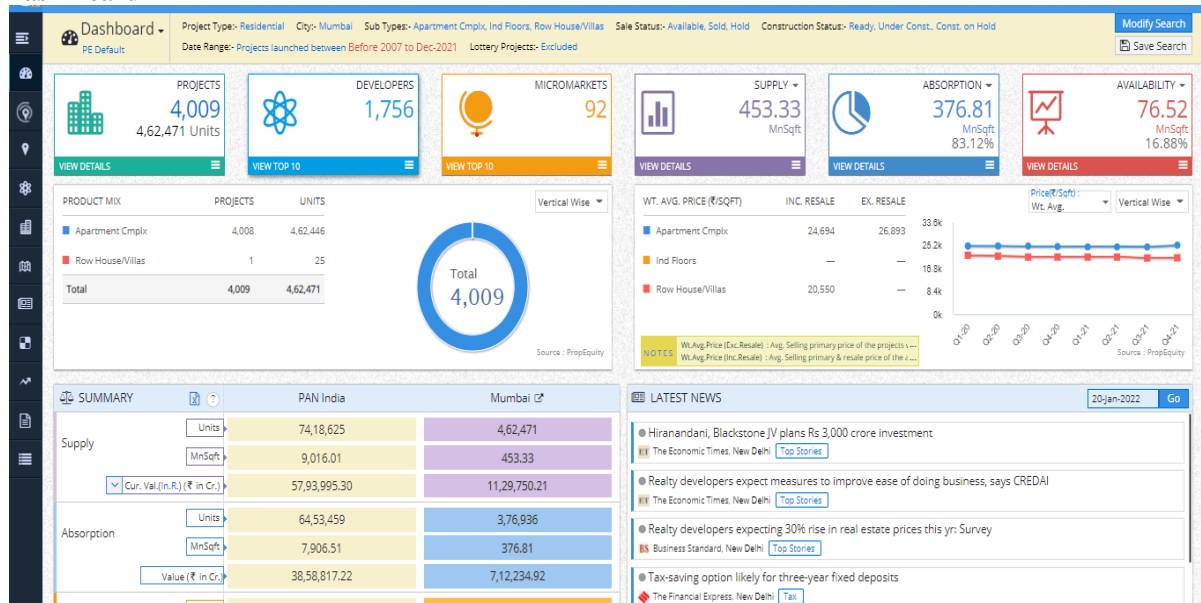 Dashboard
PE Default
Project Type:- Residential City:- Mumbai Sub Types:- Apartment Cmplx, Ind Floors, Row House/Villas Sale Status:- Available, Sold, Hold Construction Status:- Ready, Under Const., Const. on Hold
Date Range:- Projects launched between Before 2007 to Dec-2021 Lottery Projects:- Excluded
Modify Search
Save Search
PROJECTS
4,009
4,62,471 Units
VIEW DETAILS
DEVELOPERS
1,756
VIEW TOP 10
MICROMARKETS
92
VIEW TOP 10
SUPPLY
453.33
MnSqft
VIEW DETAILS
ABSORPTION
376.81
MnSqft
83.12%
VIEW DETAILS
AVAILABILITY
76.52
MnSqft
16.88%
VIEW DETAILS
PRODUCT MIX PROJECTS UNITS
Apartment Cmplx 4,008 4,62,446
Row House/Villas 1 25
Total 4,009 4,62,471
Vertical Wise
Total
4,009
Source : PropEquity
WT. AVG. PRICE (₹/SQFT) INC. RESALE EX. RESALE
Apartment Cmplx 24,694 26,893
Ind Floors — —
Row House/Villas 20,550 —
NOTES
Wt.Avg.Price (Exc.Resale) : Avg. Selling primary price of the projects ...
Wt.Avg.Price (Inc.Resale) : Avg. Selling primary & resale price of the ...
Price(₹/Sqft) :
Wt. Avg.
Vertical Wise
33.6k
25.2k
16.8k
8.4k
0k
Q1-20 Q2-20 Q3-20 Q4-20 Q1-21 Q2-21 Q3-21 Q4-21
Source : PropEquity
SUMMARY ? PAN India Mumbai
Supply
Units 74,18,625 4,62,471
MnSqft 9,016.01 453.33
Cur. Val.(In.R.) (₹ in Cr.) 57,93,995.30 11,29,750.21
Absorption
Units 64,53,459 3,76,936
MnSqft 7,906.51 376.81
Value (₹ in Cr.) 38,58,817.22 7,12,234.92
LATEST NEWS 20-Jan-2022 Go
Hiranandani, Blackstone JV plans Rs 3,000 crore investment
ET The Economic Times, New Delhi Top Stories
Realty developers expect measures to improve ease of doing business, says CREDAI
ET The Economic Times, New Delhi Top Stories
Realty developers expecting 30% rise in real estate prices this yr: Survey
BS Business Standard, New Delhi Top Stories
Tax-saving option likely for three-year fixed deposits
The Financial Express, New Delhi Tax